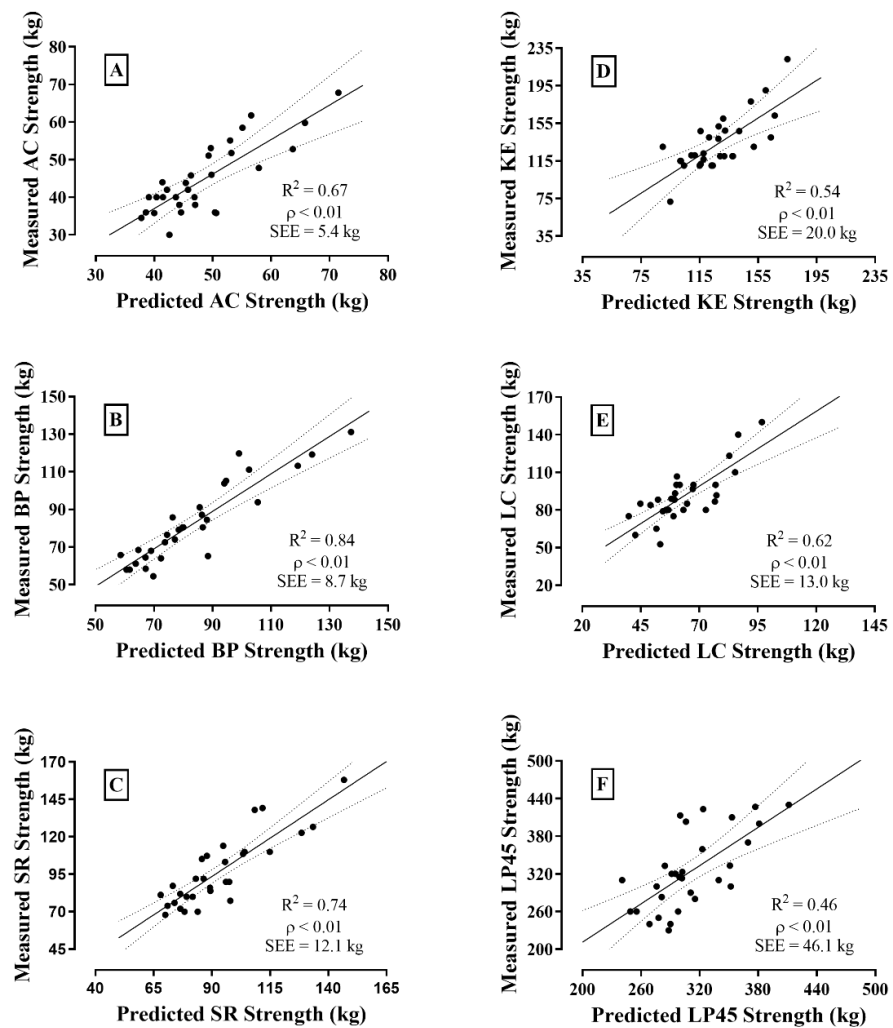 Measured AC Strength (kg)
80
70
60
50
40
30
A
R² = 0.67
ρ < 0.01
SEE = 5.4 kg
30 40 50 60 70 80
Predicted AC Strength (kg)
Measured KE Strength (kg)
235
195
155
115
75
35
D
R² = 0.54
ρ < 0.01
SEE = 20.0 kg
35 75 115 155 195 235
Predicted KE Strength (kg)
Measured BP Strength (kg)
150
130
110
90
70
50
B
R² = 0.84
ρ < 0.01
SEE = 8.7 kg
50 70 90 110 130 150
Predicted BP Strength (kg)
Measured LC Strength (kg)
170
140
110
80
50
20
E
R² = 0.62
ρ < 0.01
SEE = 13.0 kg
20 45 70 95 120 145
Predicted LC Strength (kg)
Measured SR Strength (kg)
170
145
120
95
70
45
C
R² = 0.74
ρ < 0.01
SEE = 12.1 kg
40 65 90 115 140 165
Predicted SR Strength (kg)
Measured LP45 Strength (kg)
500
440
380
320
260
200
F
R² = 0.46
ρ < 0.01
SEE = 46.1 kg
200 260 320 380 440 500
Predicted LP45 Strength (kg)